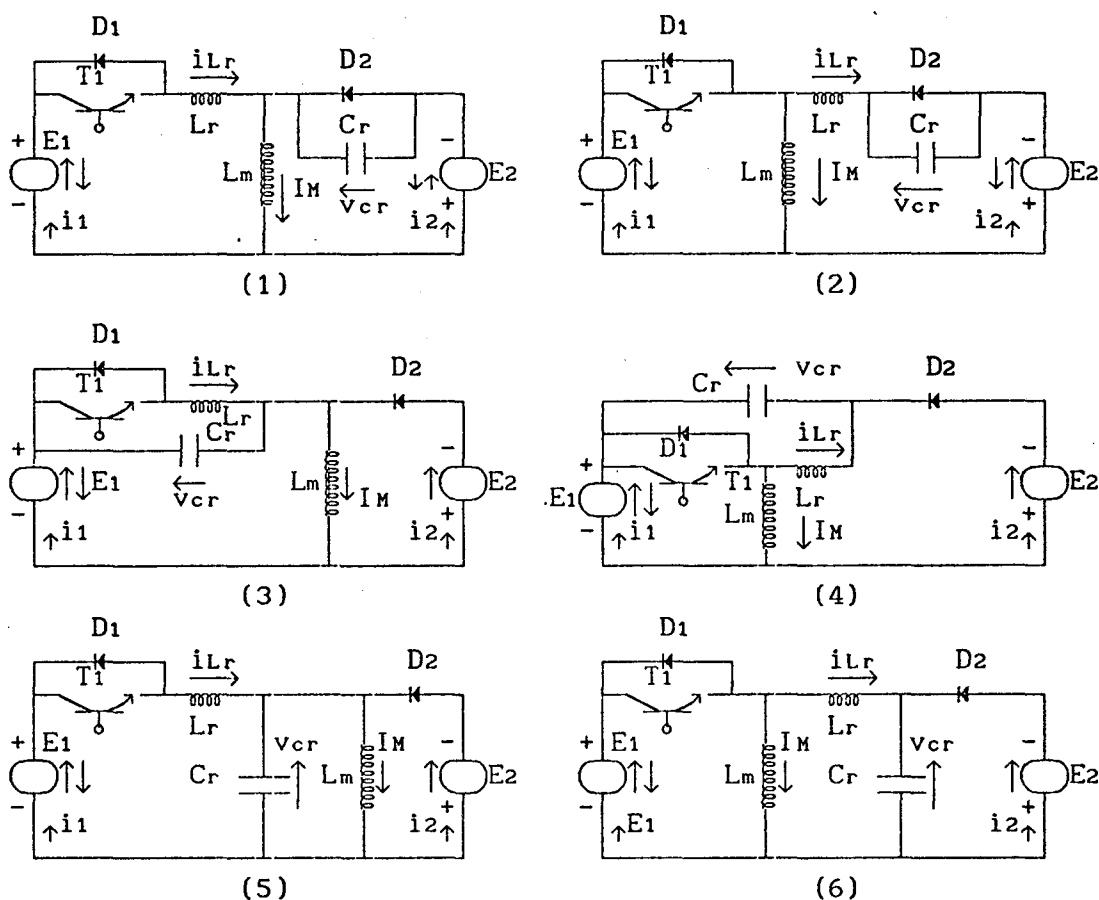 D1
iLr
D2
T1
Lr
Cr
+
E1
-
Lm
IM
vcr
-
E2
+
i1
i2
(1)
D1
iLr
D2
T1
Lr
Cr
+
E1
-
Lm
IM
vcr
-
E2
+
i1
i2
(2)
D1
iLr
D2
T1
Lr
Cr
+
E1
-
vcr
Lm
IM
-
E2
+
i1
i2
(3)
Cr
vcr
D2
D1
iLr
+
E1
-
T1
Lr
Lm
IM
-
E2
+
i1
i2
(4)
D1
iLr
D2
T1
Lr
+
E1
-
Cr
vcr
Lm
IM
-
E2
+
i1
i2
(5)
D1
iLr
D2
T1
Lr
+
E1
-
Lm
IM
Cr
vcr
-
E2
+
E1
i2
(6)